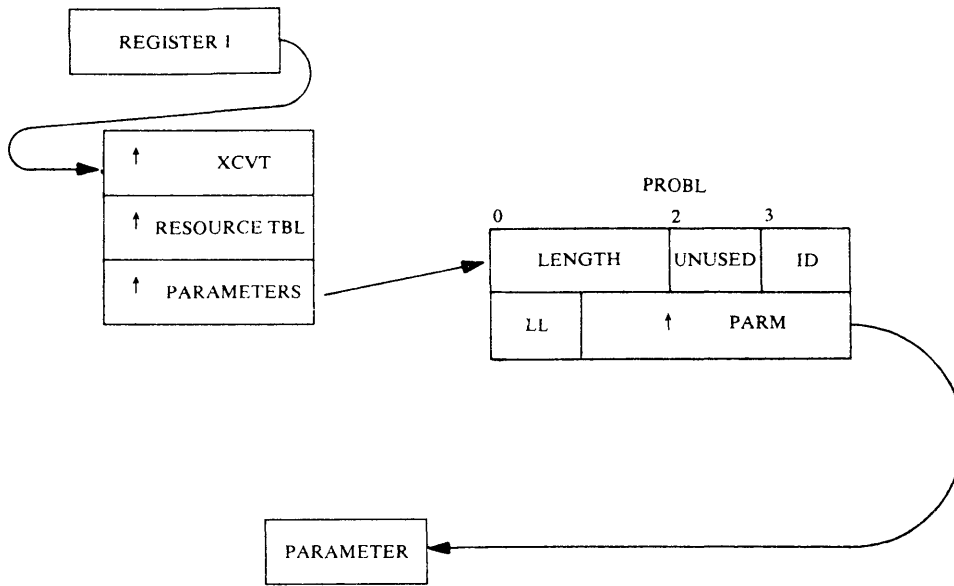 REGISTER 1
↑ XCVT
↑ RESOURCE TBL
↑ PARAMETERS
PROBL
0 2 3
LENGTH UNUSED ID
LL ↑ PARM
PARAMETER